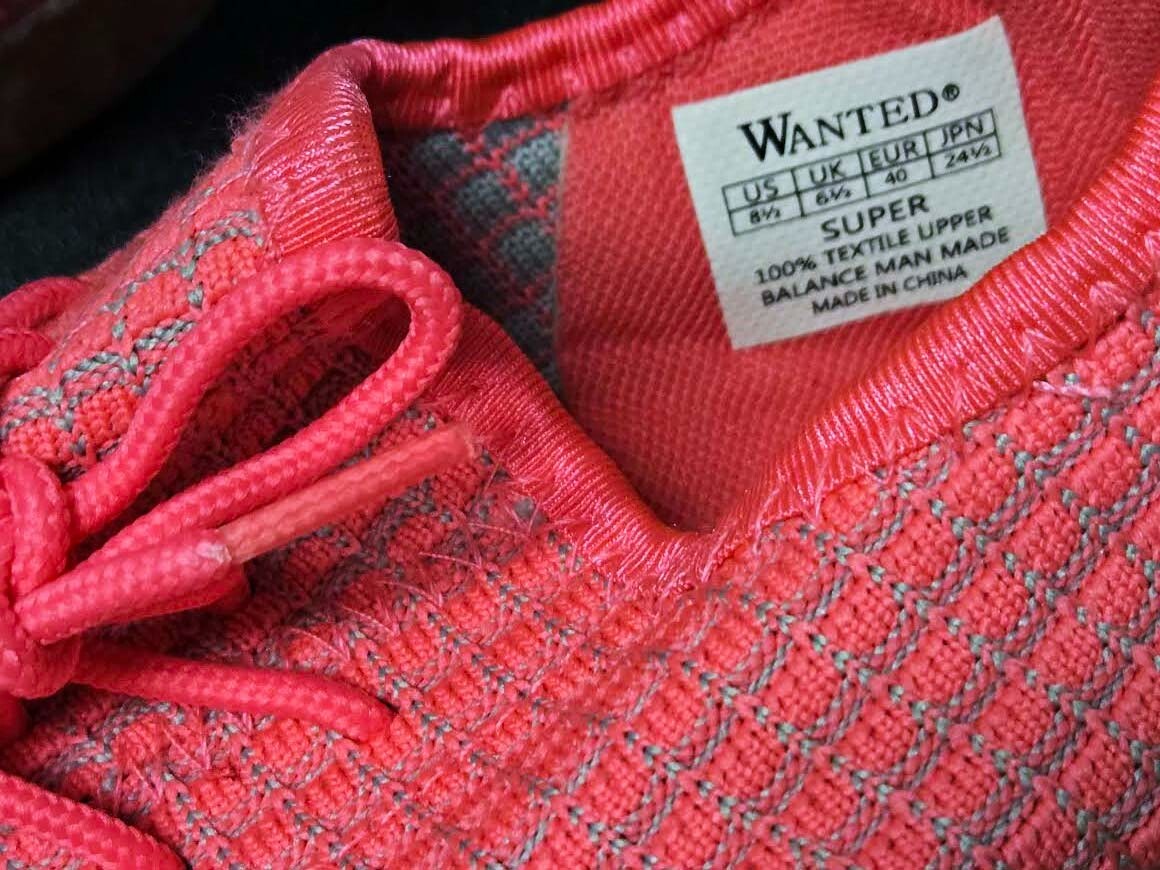 WANTED®
US UK EUR JPN
8½ 6½ 40 24½
SUPER
100% TEXTILE UPPER
BALANCE MAN MADE
MADE IN CHINA